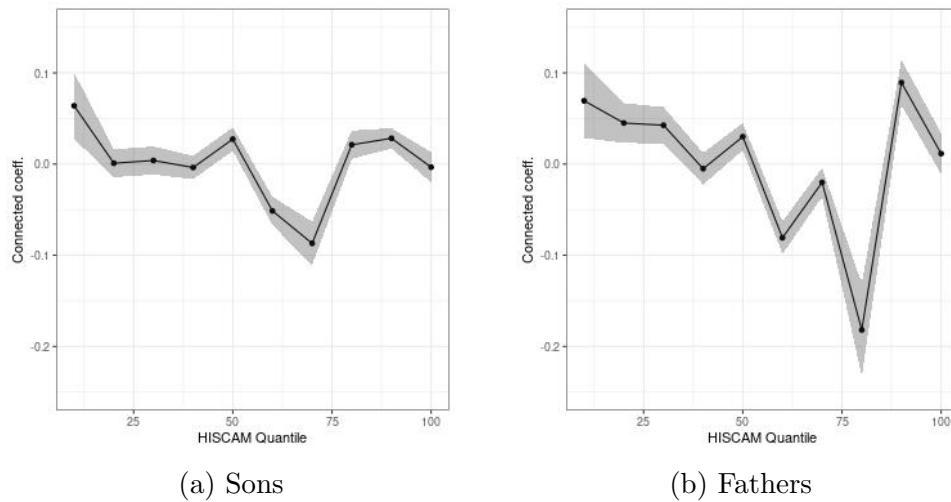 0.1
0.0
-0.1
-0.2
Connected coeff.
25
50
75
100
HISCAM Quantile
(a) Sons
0.1
0.0
-0.1
-0.2
Connected coeff.
25
50
75
100
HISCAM Quantile
(b) Fathers